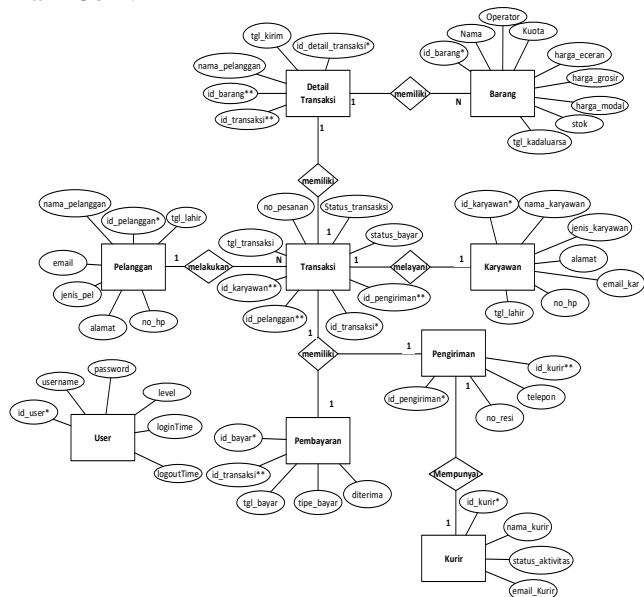 Operator
tgl_kirim
id_detail_transaksi*
Nama
Kuota
id_barang*
harga_eceran
nama_pelanggan
Detail
Transaksi
1
memiliki
N
Barang
harga_grosir
id_barang**
harga_modal
id_transaksi**
1
stok
tgl_kadaluarsa
memiliki
nama_pelanggan
id_pelanggan*
tgl_lahir
no_pesanan
Status_transasksi
id_karyawan*
nama_karyawan
tgl_transaksi
1
status_bayar
jenis_karyawan
email
Pelanggan
1
melakukan
N
Transaksi
1
melayani
1
Karyawan
alamat
id_karyawan**
id_pengiriman**
email_kar
jenis_pel
id_pelanggan**
1
id_transaksi*
no_hp
alamat
no_hp
tgl_lahir
memiliki
1
Pengiriman
id_kurir**
password
id_pengiriman*
1
telepon
username
level
no_resi
id_user*
User
loginTime
1
id_bayar*
Pembayaran
logoutTime
id_transaksi**
Mempunyai
tgl_bayar
tipe_bayar
diterima
id_kurir*
1
nama_kurir
Kurir
status_aktivitas
email_Kurir